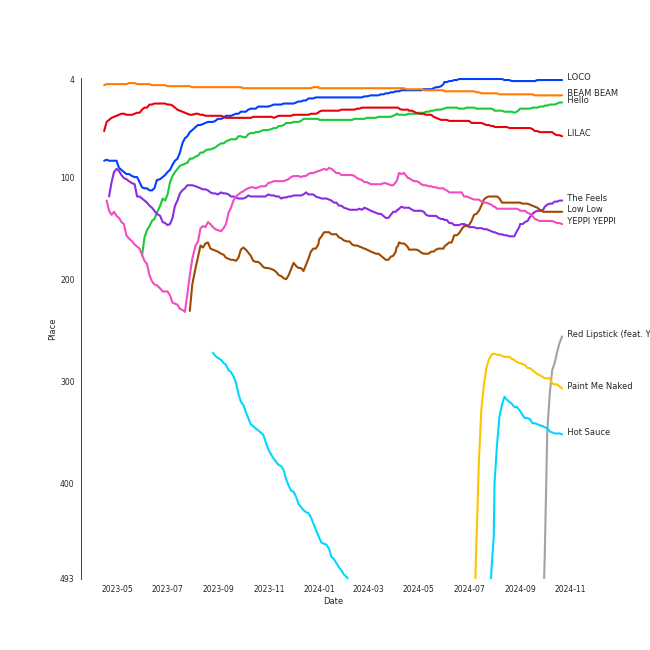 4
LOCO
BEAM BEAM
Hello
LILAC
100
The Feels
Low Low
YEPPI YEPPI
200
Place
Red Lipstick (feat. Y
300
Paint Me Naked
Hot Sauce
400
493
2023-05 2023-07 2023-09 2023-11 2024-01 2024-03 2024-05 2024-07 2024-09 2024-11
Date